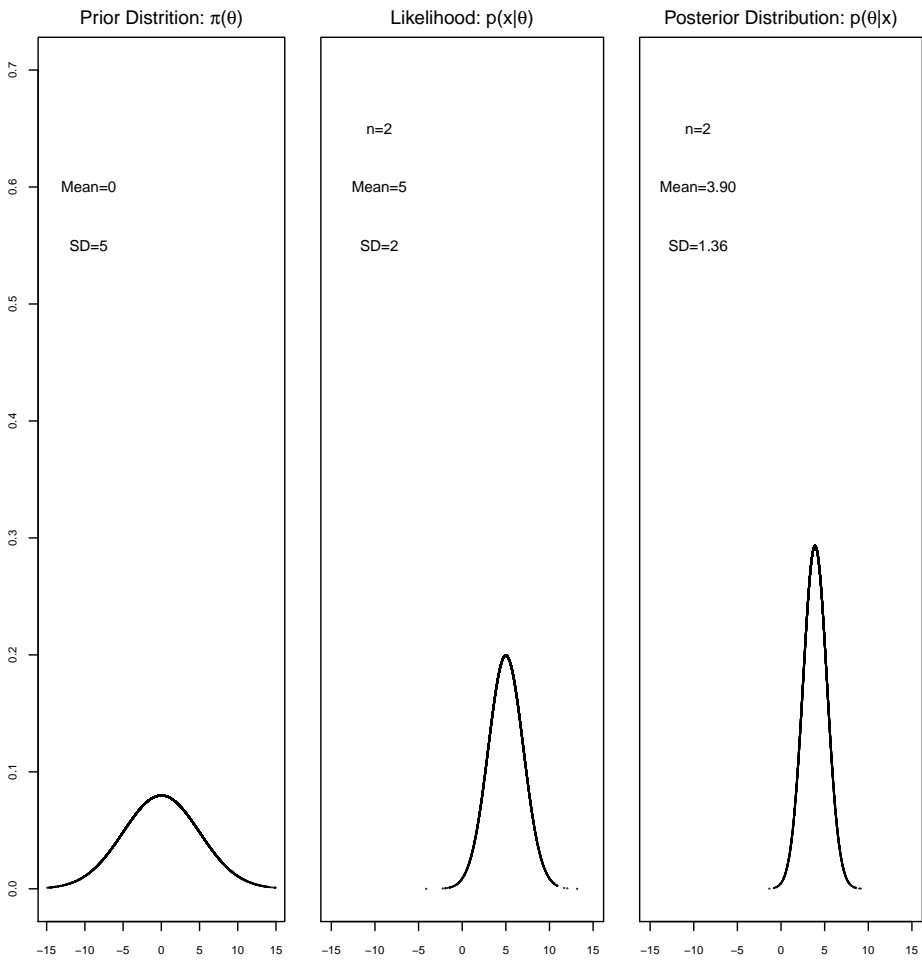 Prior Distrition: π(θ)
0.7
0.6
0.5
0.4
0.3
0.2
0.1
0.0
Mean=0
SD=5
−15 −10 −5 0 5 10 15
Likelihood: p(x|θ)
n=2
Mean=5
SD=2
−15 −10 −5 0 5 10 15
Posterior Distribution: p(θ|x)
n=2
Mean=3.90
SD=1.36
−15 −10 −5 0 5 10 15